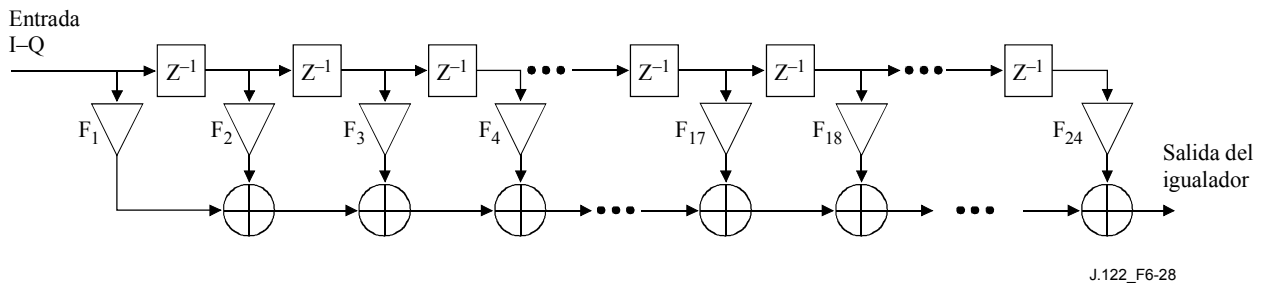 Entrada
I–Q
Z⁻¹ Z⁻¹ Z⁻¹ Z⁻¹ Z⁻¹ Z⁻¹
F₁ F₂ F₃ F₄ F₁₇ F₁₈ F₂₄
Salida del
igualador
J.122_F6-28